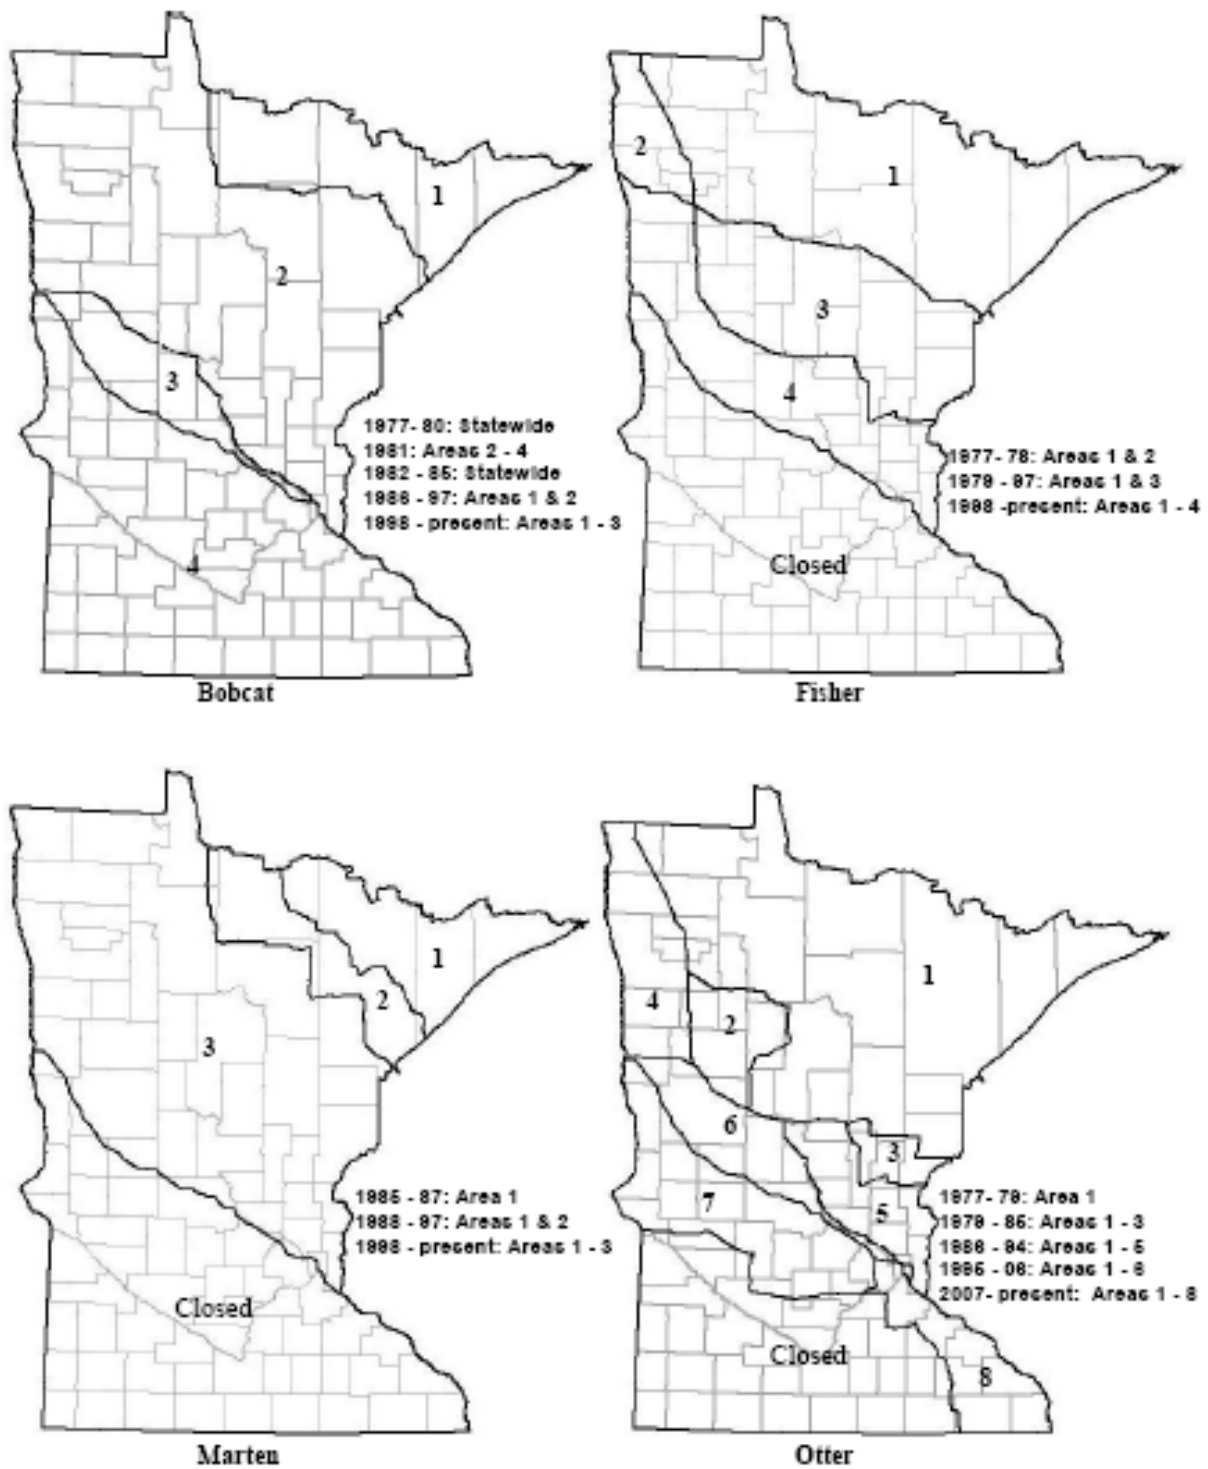 1
2
3
4
1977- 80: Statewide
1981: Areas 2 - 4
1982 - 85: Statewide
1986 - 97: Areas 1 & 2
1998 - present: Areas 1 - 3
Bobcat
2
1
3
4
1977- 78: Areas 1 & 2
1979 - 97: Areas 1 & 3
1998 -present: Areas 1 - 4
Closed
Fisher
1
2
3
1985 - 87: Area 1
1988 - 97: Areas 1 & 2
1998 - present: Areas 1 - 3
Closed
Marten
1
4
2
6
3
7
5
1977- 79: Area 1
1979 - 85: Areas 1 - 3
1986 - 94: Areas 1 - 5
1995 - 06: Areas 1 - 6
2007- present: Areas 1 - 8
Closed
8
Otter